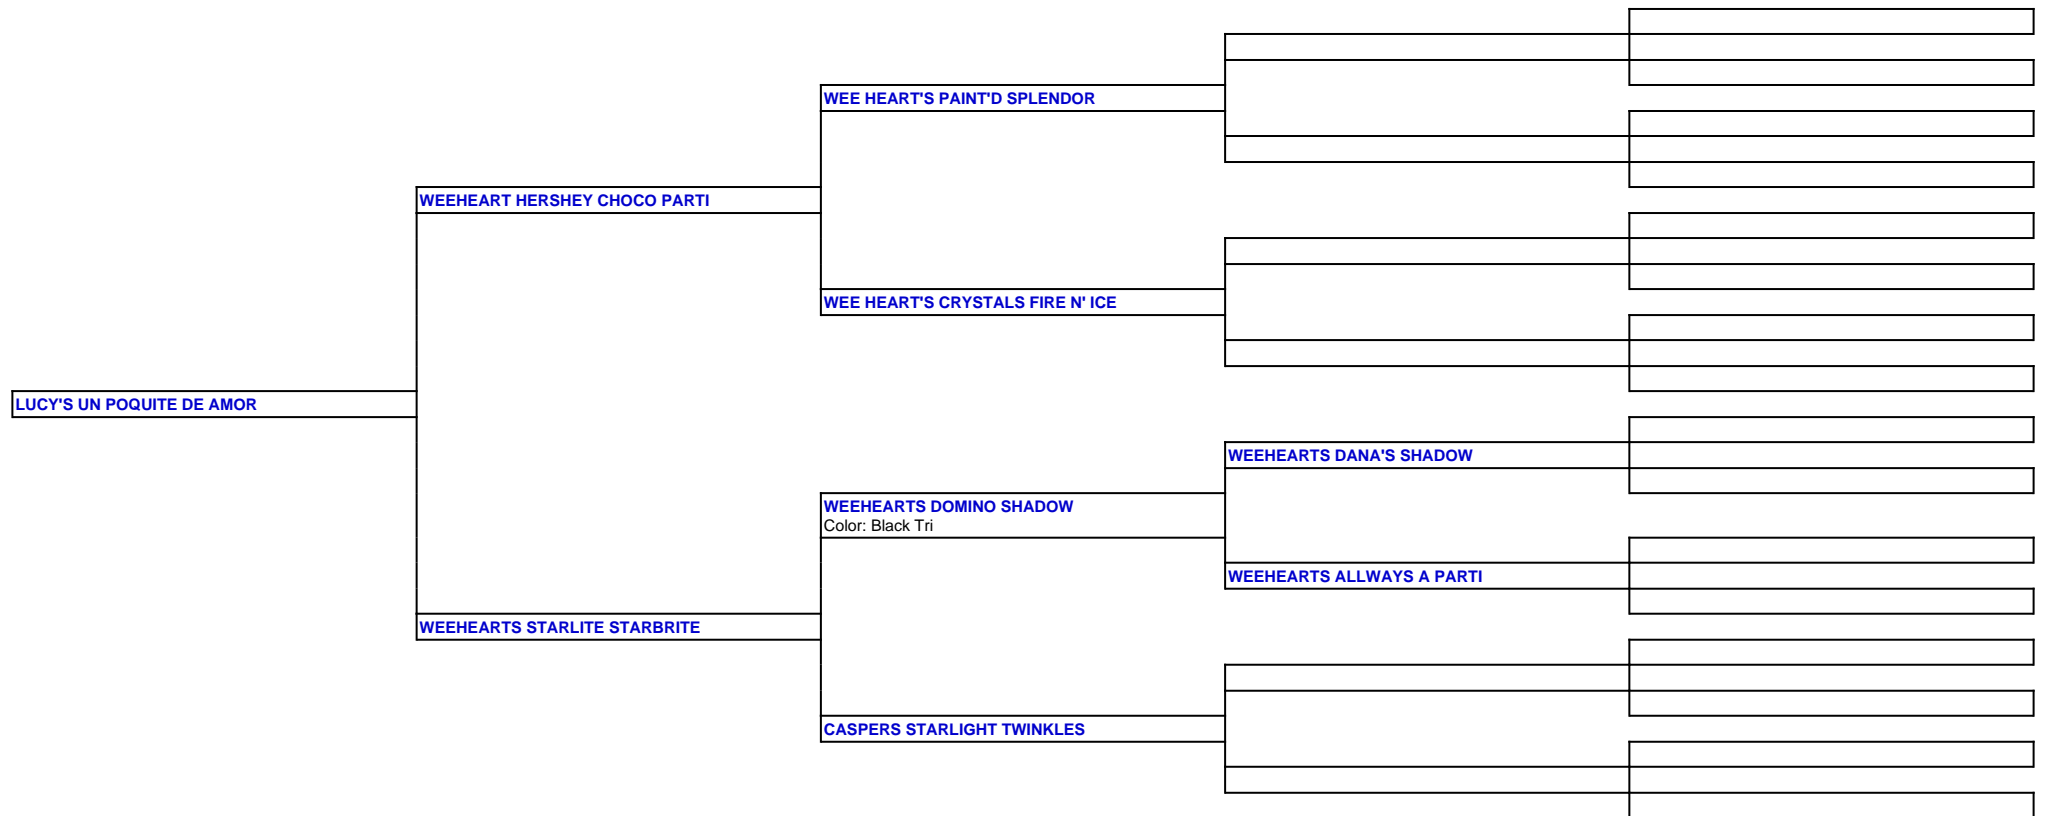 WEE HEART'S PAINT'D SPLENDOR
WEEHEART HERSHEY CHOCO PARTI
WEE HEART'S CRYSTALS FIRE N' ICE
LUCY'S UN POQUITE DE AMOR
WEEHEARTS DANA'S SHADOW
WEEHEARTS DOMINO SHADOW
Color: Black Tri
WEEHEARTS ALLWAYS A PARTI
WEEHEARTS STARLITE STARBRITE
CASPERS STARLIGHT TWINKLES